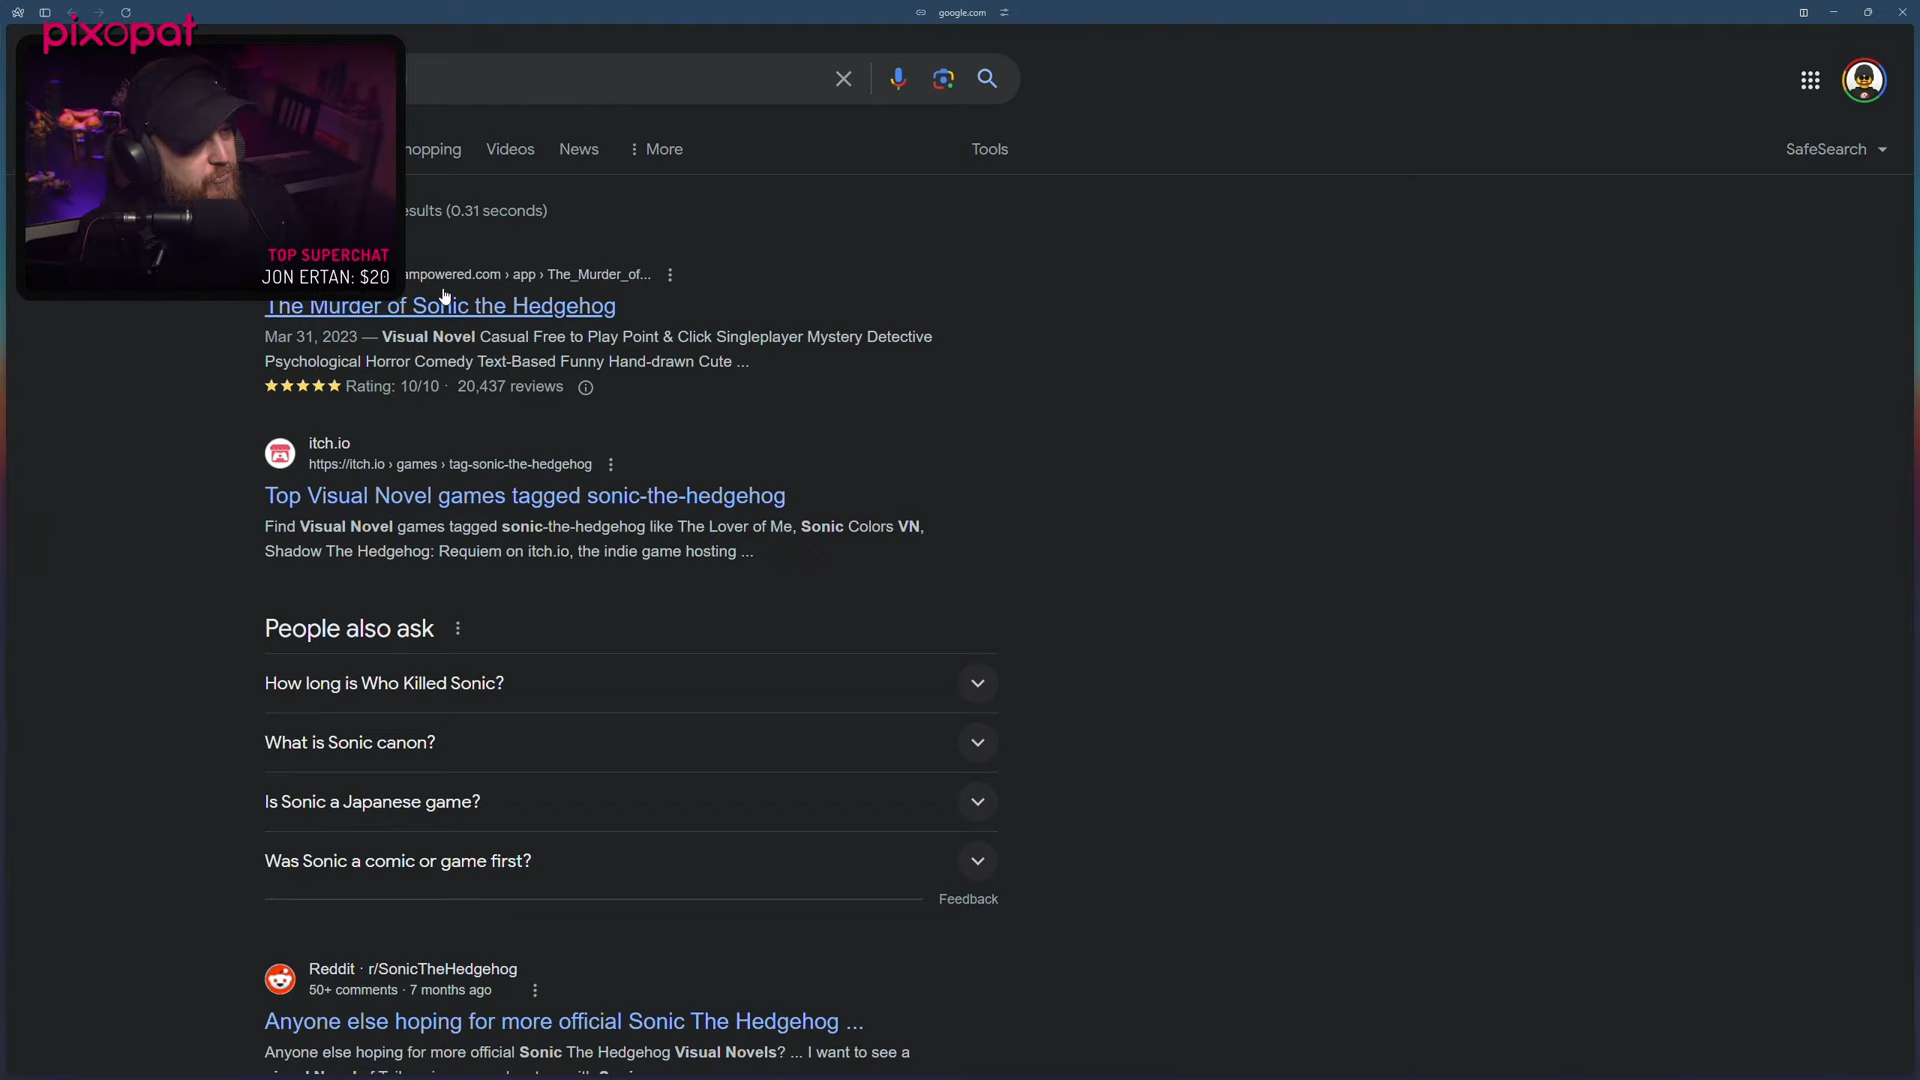 google.com
pixopat
hopping
Videos
News
More
Tools
SafeSearch
esults (0.31 seconds)
TOP SUPERCHAT
JON ERTAN: $20
ampowered.com › app › The_Murder_of...
The Murder of Sonic the Hedgehog
Mar 31, 2023 — Visual Novel Casual Free to Play Point & Click Singleplayer Mystery Detective
Psychological Horror Comedy Text-Based Funny Hand-drawn Cute ...
Rating: 10/10 · 20,437 reviews
itch.io
https://itch.io › games › tag-sonic-the-hedgehog
Top Visual Novel games tagged sonic-the-hedgehog
Find Visual Novel games tagged sonic-the-hedgehog like The Lover of Me, Sonic Colors VN,
Shadow The Hedgehog: Requiem on itch.io, the indie game hosting ...
People also ask
How long is Who Killed Sonic?
What is Sonic canon?
Is Sonic a Japanese game?
Was Sonic a comic or game first?
Feedback
Reddit · r/SonicTheHedgehog
50+ comments · 7 months ago
Anyone else hoping for more official Sonic The Hedgehog ...
Anyone else hoping for more official Sonic The Hedgehog Visual Novels? ... I want to see a